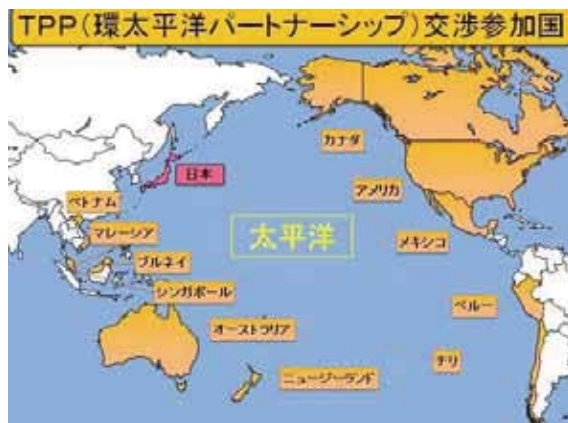 TPP(環太平洋パートナーシップ)交渉参加国
カナダ
日本
アメリカ
ベトナム
マレーシア
太平洋
メキシコ
ブルネイ
シンガポール
ペルー
オーストラリア
チリ
ニュージーランド